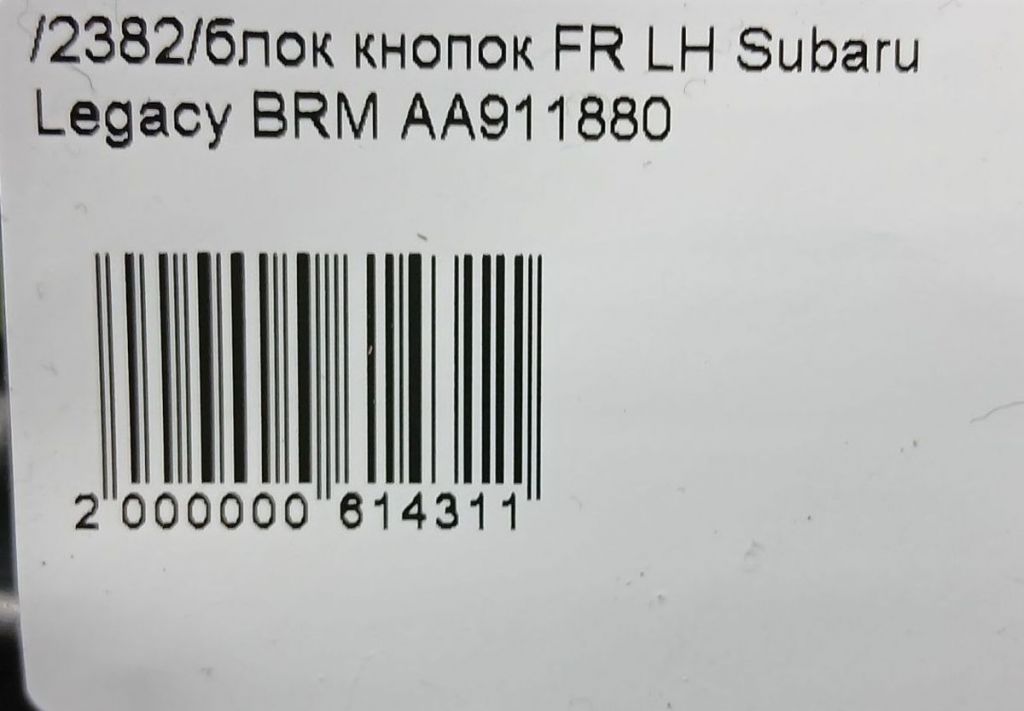 /2382/блок кнопок FR LH Subaru
Legacy BRM AA911880
2 000000 614311